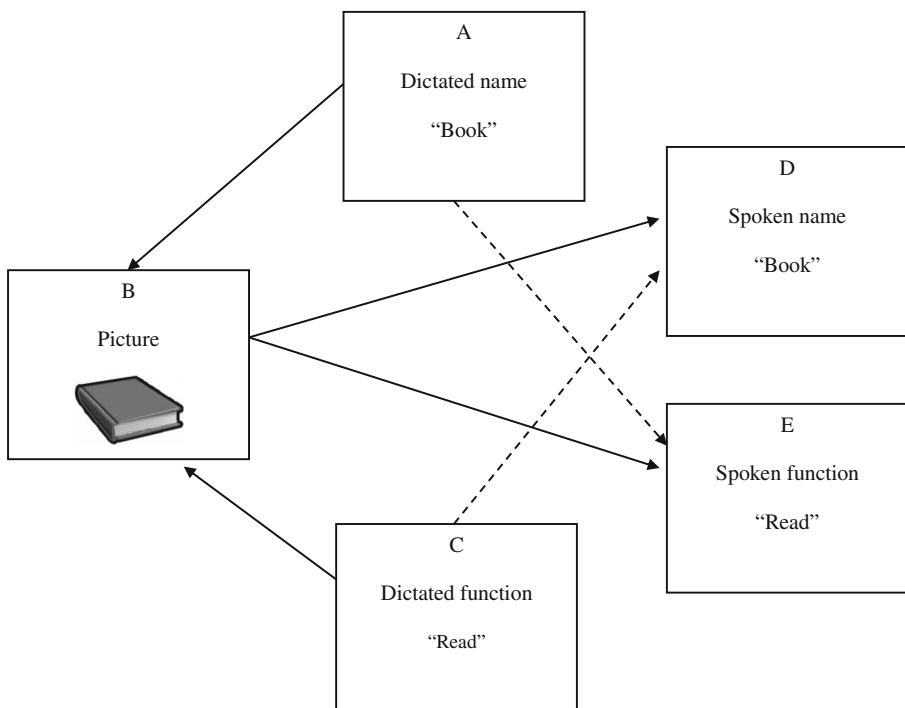 A
Dictated name
“Book”
D
Spoken name
“Book”
B
Picture
E
Spoken function
“Read”
C
Dictated function
“Read”